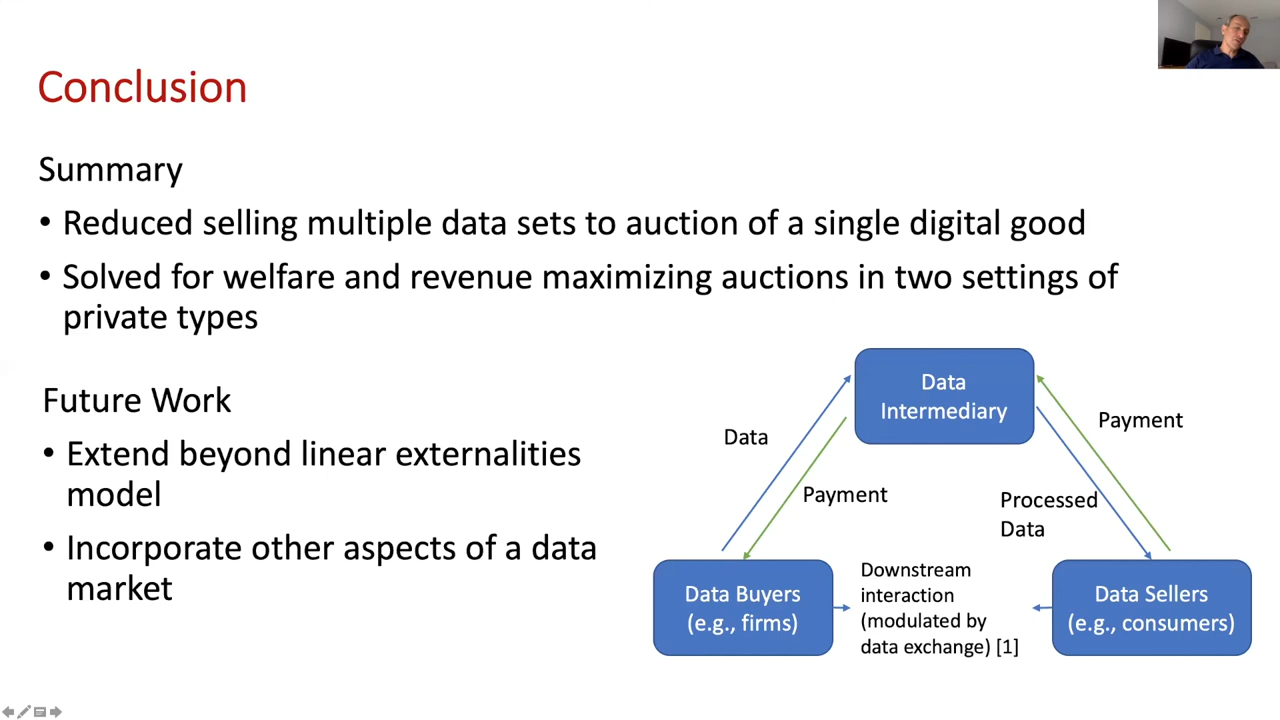 Conclusion
Summary
• Reduced selling multiple data sets to auction of a single digital good
• Solved for welfare and revenue maximizing auctions in two settings of
private types
Future Work
• Extend beyond linear externalities
model
• Incorporate other aspects of a data
market
Data
Intermediary
Data
Payment
Payment
Processed
Data
Data Buyers
(e.g., firms)
Downstream
interaction
(modulated by
data exchange) [1]
Data Sellers
(e.g., consumers)